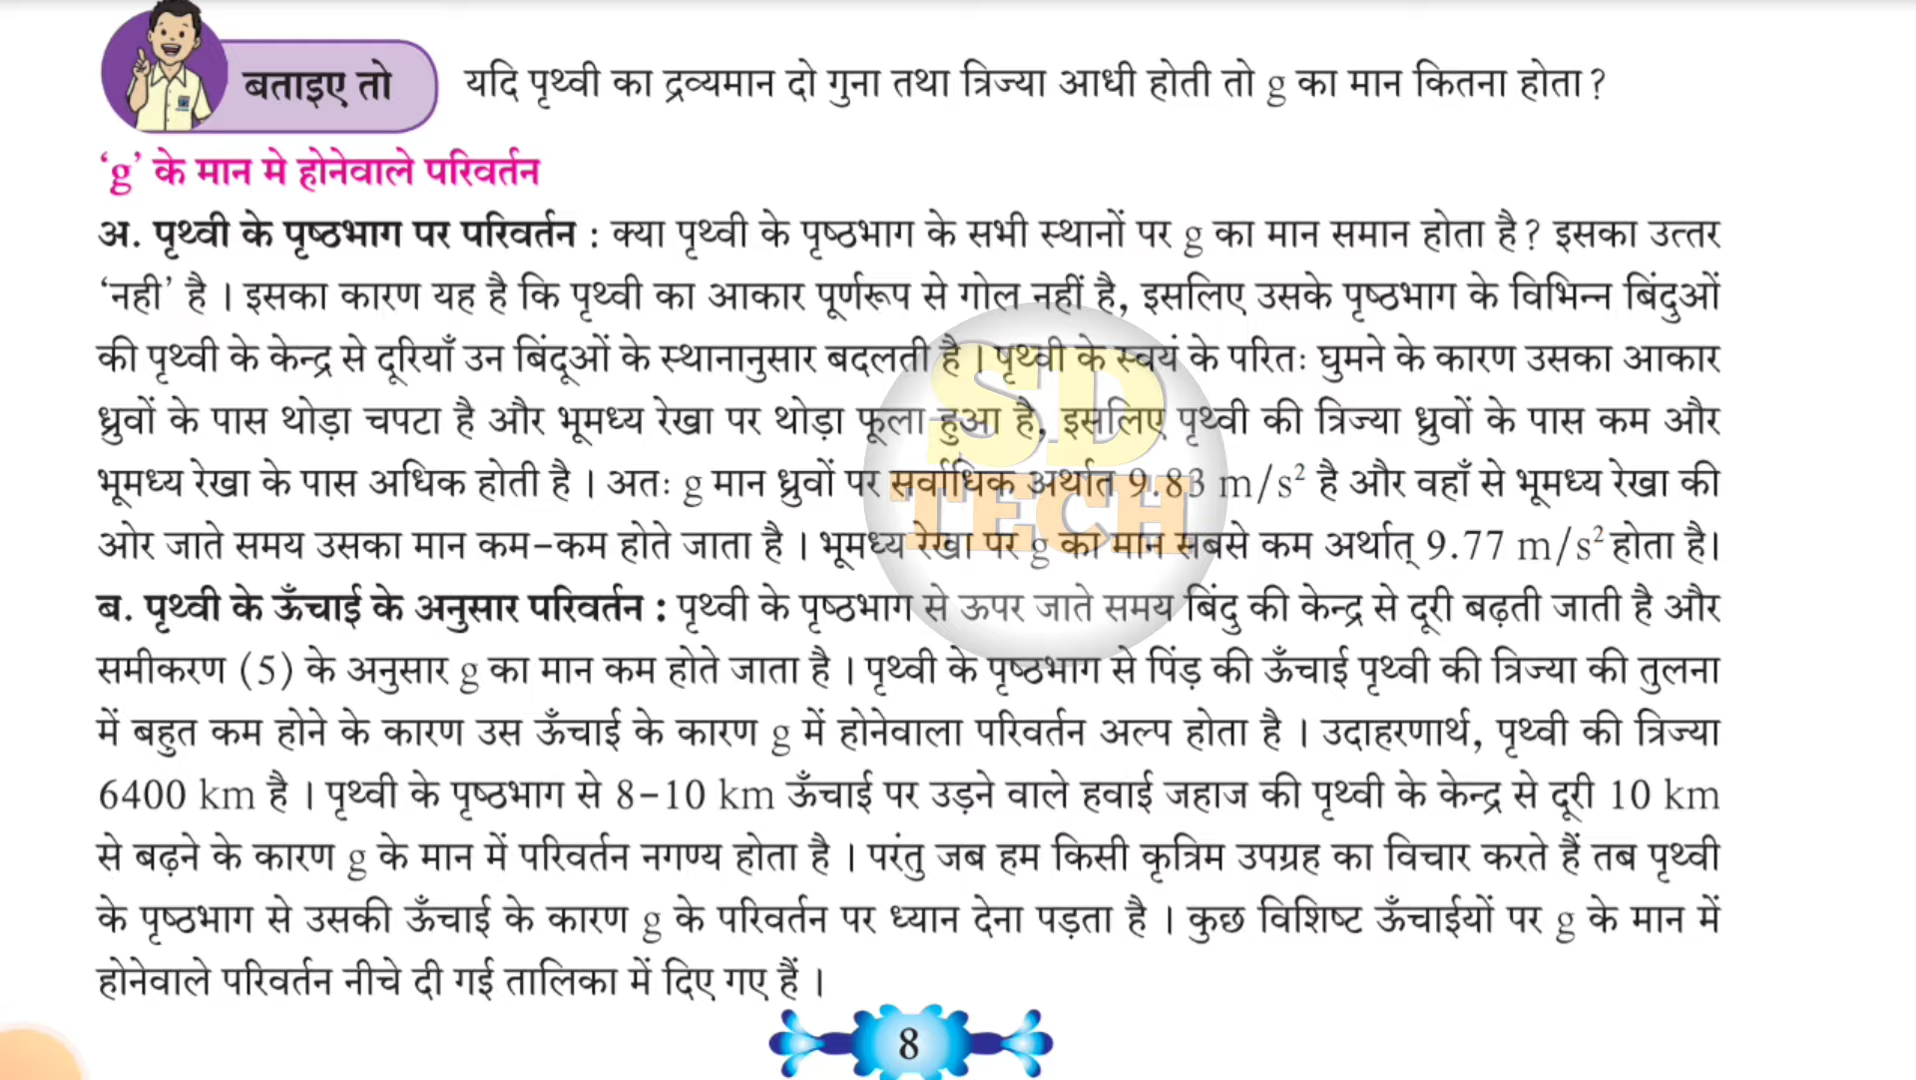 बताइए तो
यदि पृथ्वी का द्रव्यमान दो गुना तथा त्रिज्या आधी होती तो g का मान कितना होता ?
‘g’ के मान मे होनेवाले परिवर्तन
अ. पृथ्वी के पृष्ठभाग पर परिवर्तन : क्या पृथ्वी के पृष्ठभाग के सभी स्थानों पर g का मान समान होता है ? इसका उत्तर
‘नही’ है । इसका कारण यह है कि पृथ्वी का आकार पूर्णरूप से गोल नहीं है, इसलिए उसके पृष्ठभाग के विभिन्न बिंदुओं
की पृथ्वी के केन्द्र से दूरियाँ उन बिंदूओं के स्थानानुसार बदलती है । पृथ्वी के स्वयं के परितः घुमने के कारण उसका आकार
ध्रुवों के पास थोड़ा चपटा है और भूमध्य रेखा पर थोड़ा फूला हुआ है, इसलिए पृथ्वी की त्रिज्या ध्रुवों के पास कम और
भूमध्य रेखा के पास अधिक होती है । अतः g मान ध्रुवों पर सर्वाधिक अर्थात 9.83 m/s² है और वहाँ से भूमध्य रेखा की
ओर जाते समय उसका मान कम-कम होते जाता है । भूमध्य रेखा पर g का मान सबसे कम अर्थात् 9.77 m/s² होता है।
ब. पृथ्वी के ऊँचाई के अनुसार परिवर्तन : पृथ्वी के पृष्ठभाग से ऊपर जाते समय बिंदु की केन्द्र से दूरी बढ़ती जाती है और
समीकरण (5) के अनुसार g का मान कम होते जाता है । पृथ्वी के पृष्ठभाग से पिंड़ की ऊँचाई पृथ्वी की त्रिज्या की तुलना
में बहुत कम होने के कारण उस ऊँचाई के कारण g में होनेवाला परिवर्तन अल्प होता है । उदाहरणार्थ, पृथ्वी की त्रिज्या
6400 km है । पृथ्वी के पृष्ठभाग से 8-10 km ऊँचाई पर उड़ने वाले हवाई जहाज की पृथ्वी के केन्द्र से दूरी 10 km
से बढ़ने के कारण g के मान में परिवर्तन नगण्य होता है । परंतु जब हम किसी कृत्रिम उपग्रह का विचार करते हैं तब पृथ्वी
के पृष्ठभाग से उसकी ऊँचाई के कारण g के परिवर्तन पर ध्यान देना पड़ता है । कुछ विशिष्ट ऊँचाईयों पर g के मान में
होनेवाले परिवर्तन नीचे दी गई तालिका में दिए गए हैं ।
SD
TECH
8